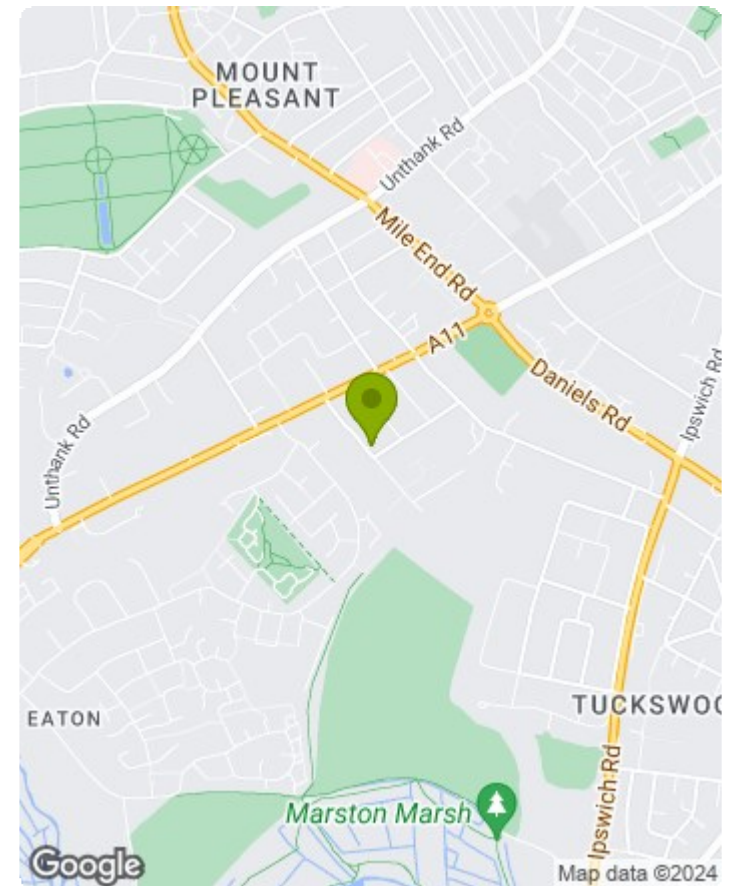 MOUNT
PLEASANT
Unthank Rd
Mile End Rd
A11
Daniels Rd
Ipswich Rd
Unthank Rd
EATON
TUCKSWOO
Ipswich Rd
Marston Marsh
Google
Map data ©2024